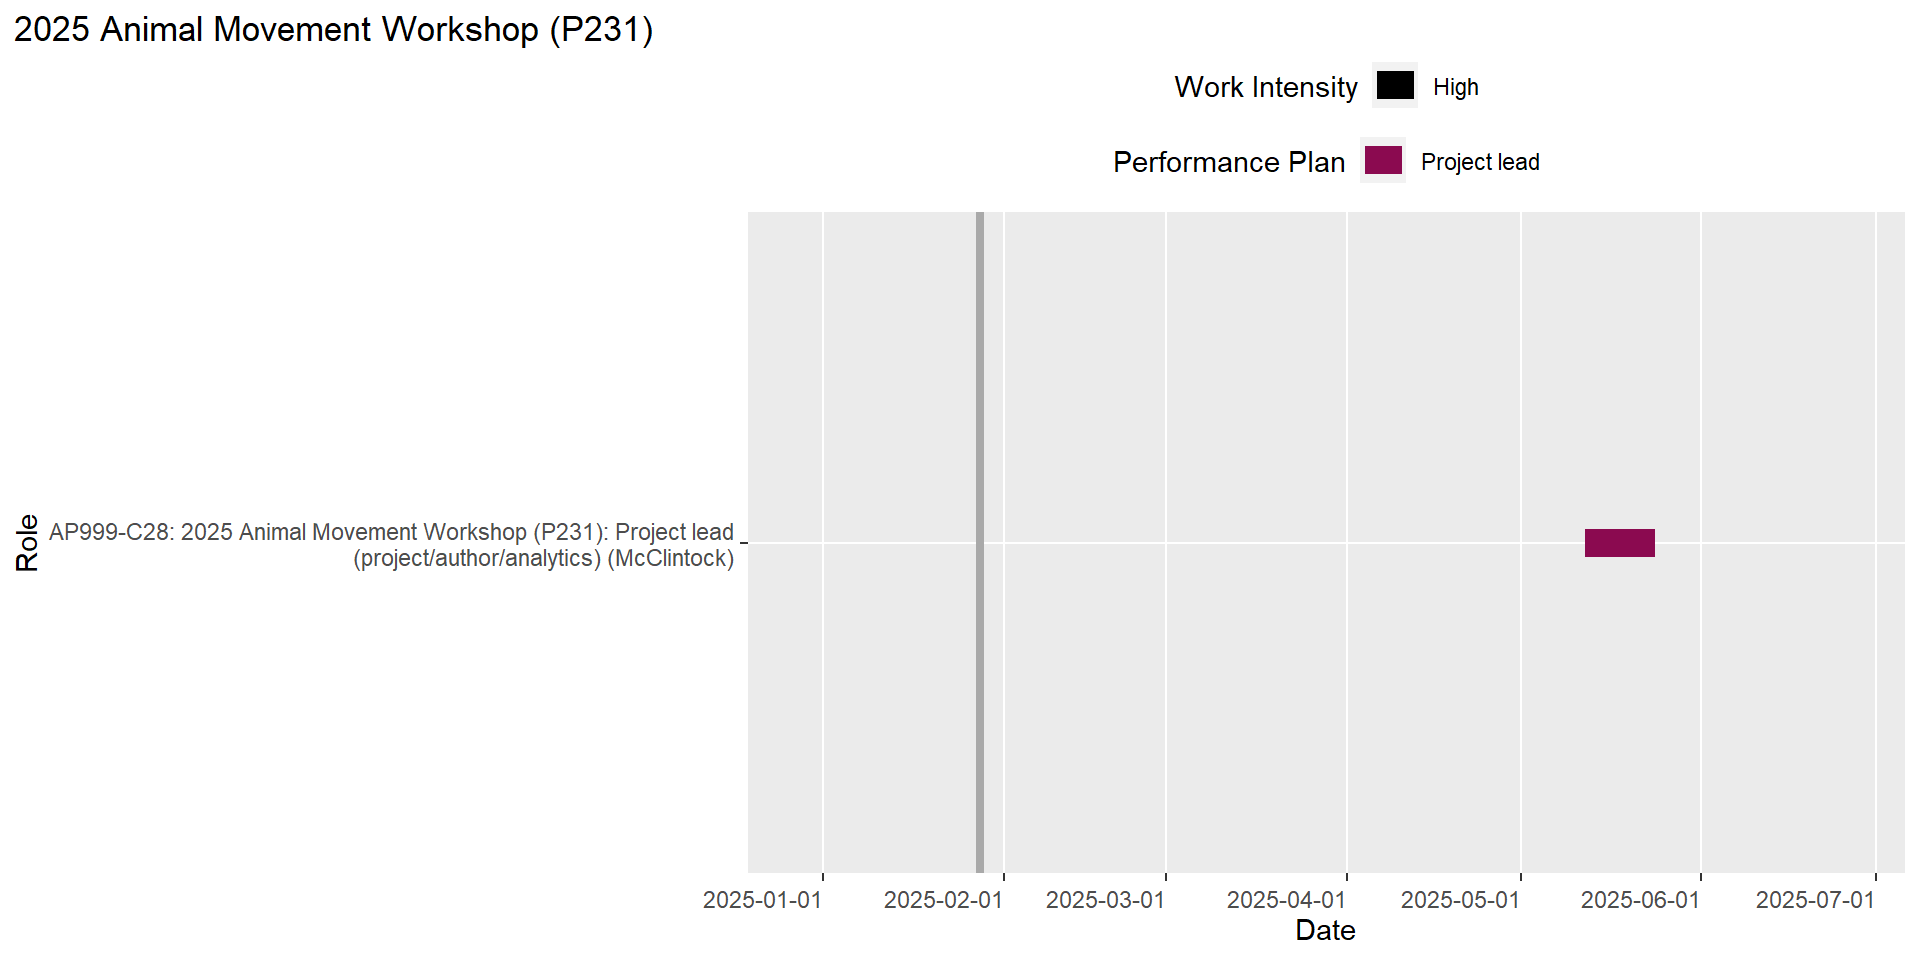 2025 Animal Movement Workshop (P231)
Work Intensity High
Performance Plan Project lead
Role
AP999-C28: 2025 Animal Movement Workshop (P231): Project lead
(project/author/analytics) (McClintock)
2025-01-01 2025-02-01 2025-03-01 2025-04-01 2025-05-01 2025-06-01 2025-07-01
Date